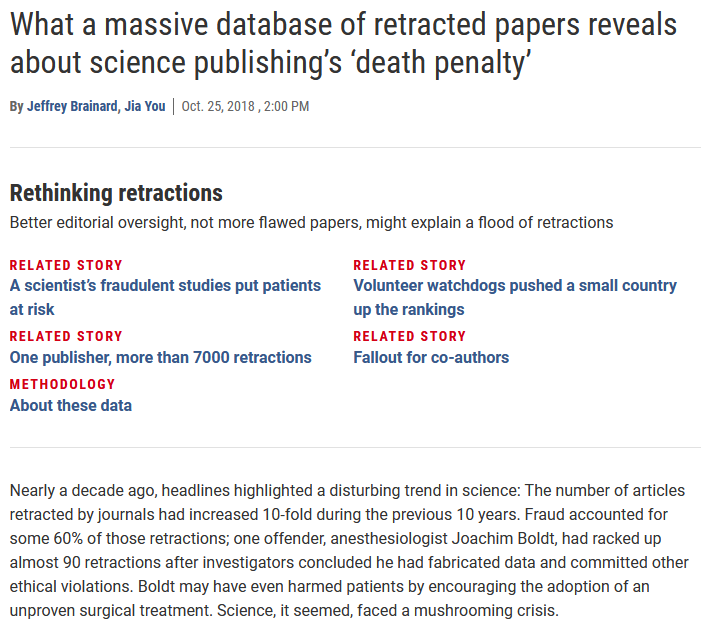 What a massive database of retracted papers reveals
about science publishing’s ‘death penalty’
By Jeffrey Brainard, Jia You | Oct. 25, 2018 , 2:00 PM
Rethinking retractions
Better editorial oversight, not more flawed papers, might explain a flood of retractions
RELATED STORY
A scientist’s fraudulent studies put patients
at risk
RELATED STORY
Volunteer watchdogs pushed a small country
up the rankings
RELATED STORY
One publisher, more than 7000 retractions
RELATED STORY
Fallout for co-authors
METHODOLOGY
About these data
Nearly a decade ago, headlines highlighted a disturbing trend in science: The number of articles
retracted by journals had increased 10-fold during the previous 10 years. Fraud accounted for
some 60% of those retractions; one offender, anesthesiologist Joachim Boldt, had racked up
almost 90 retractions after investigators concluded he had fabricated data and committed other
ethical violations. Boldt may have even harmed patients by encouraging the adoption of an
unproven surgical treatment. Science, it seemed, faced a mushrooming crisis.